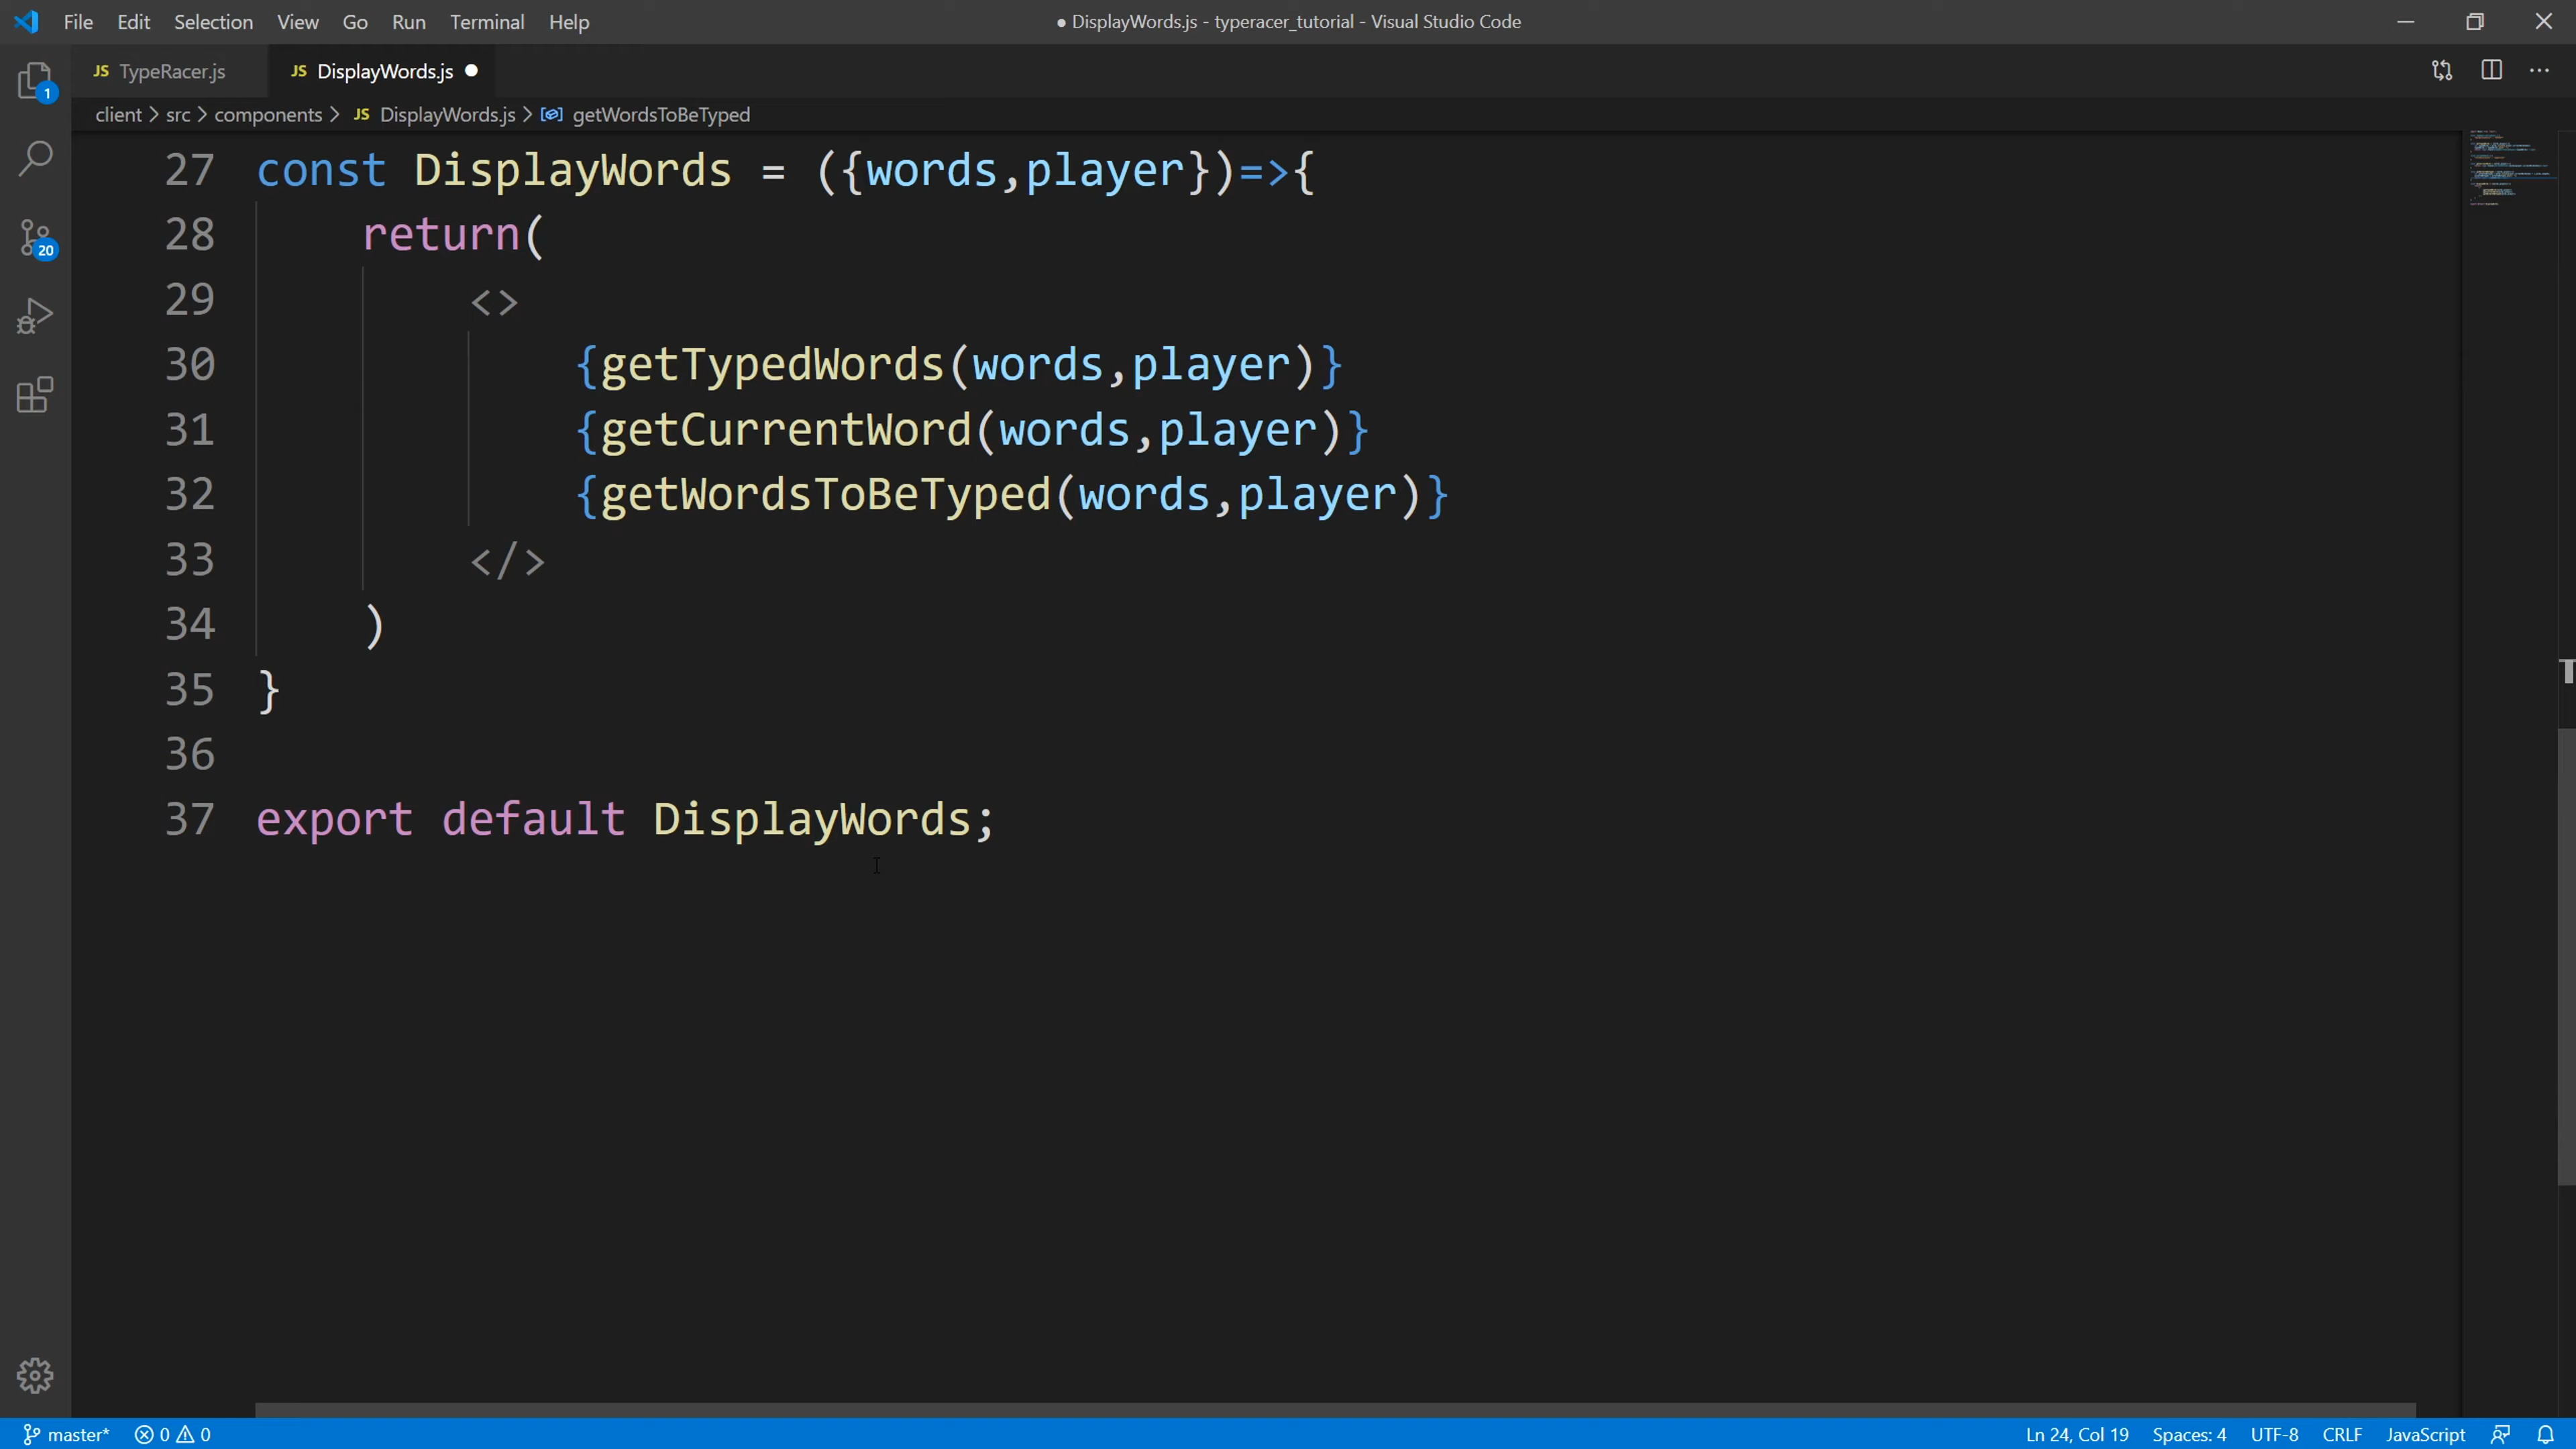 File Edit Selection View Go Run Terminal Help ● DisplayWords.js - typeracer_tutorial - Visual Studio Code
JS TypeRacer.js JS DisplayWords.js ●
1
client > src > components > JS DisplayWords.js > getWordsToBeTyped
20
27 const DisplayWords = ({words,player})=>{
28 return(
29 <>
30 {getTypedWords(words,player)}
31 {getCurrentWord(words,player)}
32 {getWordsToBeTyped(words,player)}
33 </>
34 )
35 }
36
37 export default DisplayWords;
master* 0 0 Ln 24, Col 19 Spaces: 4 UTF-8 CRLF JavaScript